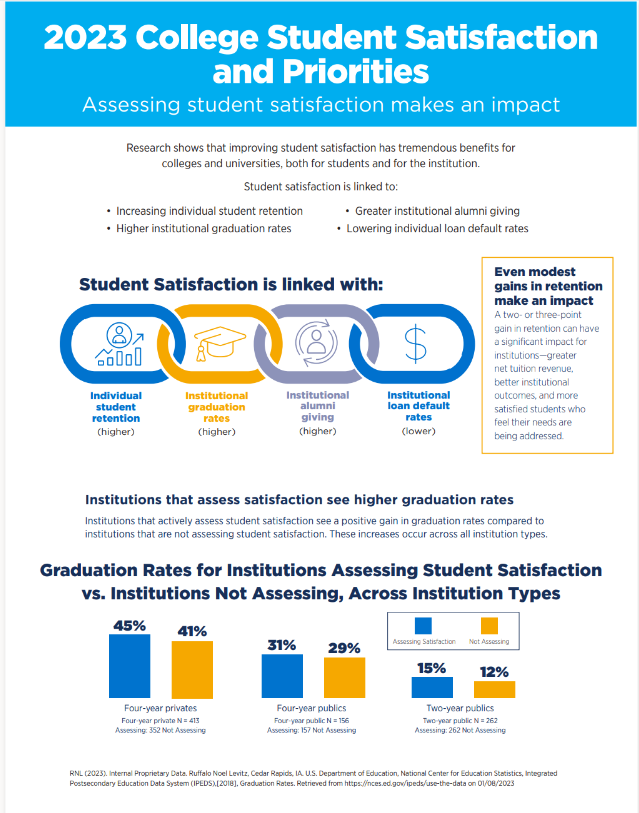 2023 College Student Satisfaction
and Priorities
Assessing student satisfaction makes an impact
Research shows that improving student satisfaction has tremendous benefits for
colleges and universities, both for students and for the institution.
Student satisfaction is linked to:
• Increasing individual student retention
• Higher institutional graduation rates
• Greater institutional alumni giving
• Lowering individual loan default rates
Student Satisfaction is linked with:
Individual
student
retention
(higher)
Institutional
graduation
rates
(higher)
Institutional
alumni
giving
(higher)
$
Institutional
loan default
rates
(lower)
Even modest
gains in retention
make an impact
A two- or three-point
gain in retention can have
a significant impact for
institutions—greater
net tuition revenue,
better institutional
outcomes, and more
satisfied students who
feel their needs are
being addressed.
Institutions that assess satisfaction see higher graduation rates
Institutions that actively assess student satisfaction see a positive gain in graduation rates compared to
institutions that are not assessing student satisfaction. These increases occur across all institution types.
Graduation Rates for Institutions Assessing Student Satisfaction
vs. Institutions Not Assessing, Across Institution Types
Assessing Satisfaction
Not Assessing
45%
41%
Four-year privates
Four-year private N = 413
Assessing: 352 Not Assessing
31%
29%
Four-year publics
Four-year public N = 156
Assessing: 157 Not Assessing
15%
12%
Two-year publics
Two-year public N = 262
Assessing: 262 Not Assessing
RNL (2023). Internal Proprietary Data. Ruffalo Noel Levitz, Cedar Rapids, IA. U.S. Department of Education, National Center for Education Statistics, Integrated
Postsecondary Education Data System (IPEDS),[2018], Graduation Rates. Retrieved from https://nces.ed.gov/ipeds/use-the-data on 01/08/2023